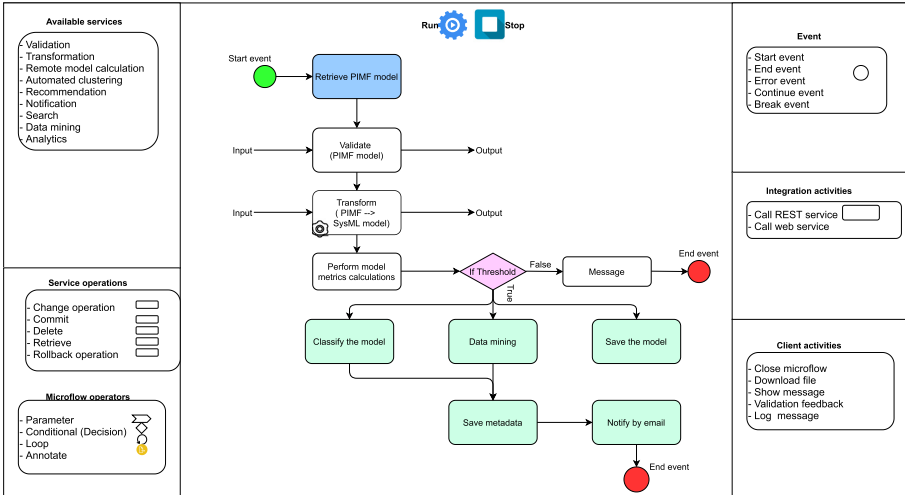 Available services
- Validation
- Transformation
- Remote model calculation
- Automated clustering
- Recommendation
- Notification
- Search
- Data mining
- Analytics
Service operations
- Change operation
- Commit
- Delete
- Retrieve
- Rollback operation
Microflow operators
- Parameter
- Conditional (Decision)
- Loop
- Annotate
Run
Stop
Start event
Retrieve PIMF model
Input
Validate
(PIMF model)
Output
Input
Transform
( PIMF -->
SysML model)
Output
Perform model
metrics calculations
If Threshold
False
Message
End event
True
Classify the model
Data mining
Save the model
Save metadata
Notify by email
End event
Event
- Start event
- End event
- Error event
- Continue event
- Break event
Integration activities
- Call REST service
- Call web service
Client activities
- Close microflow
- Download file
- Show message
- Validation feedback
- Log  message